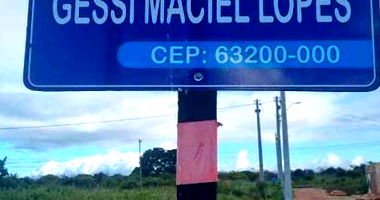 GESSI MACIEL LOPES
CEP: 63200-000